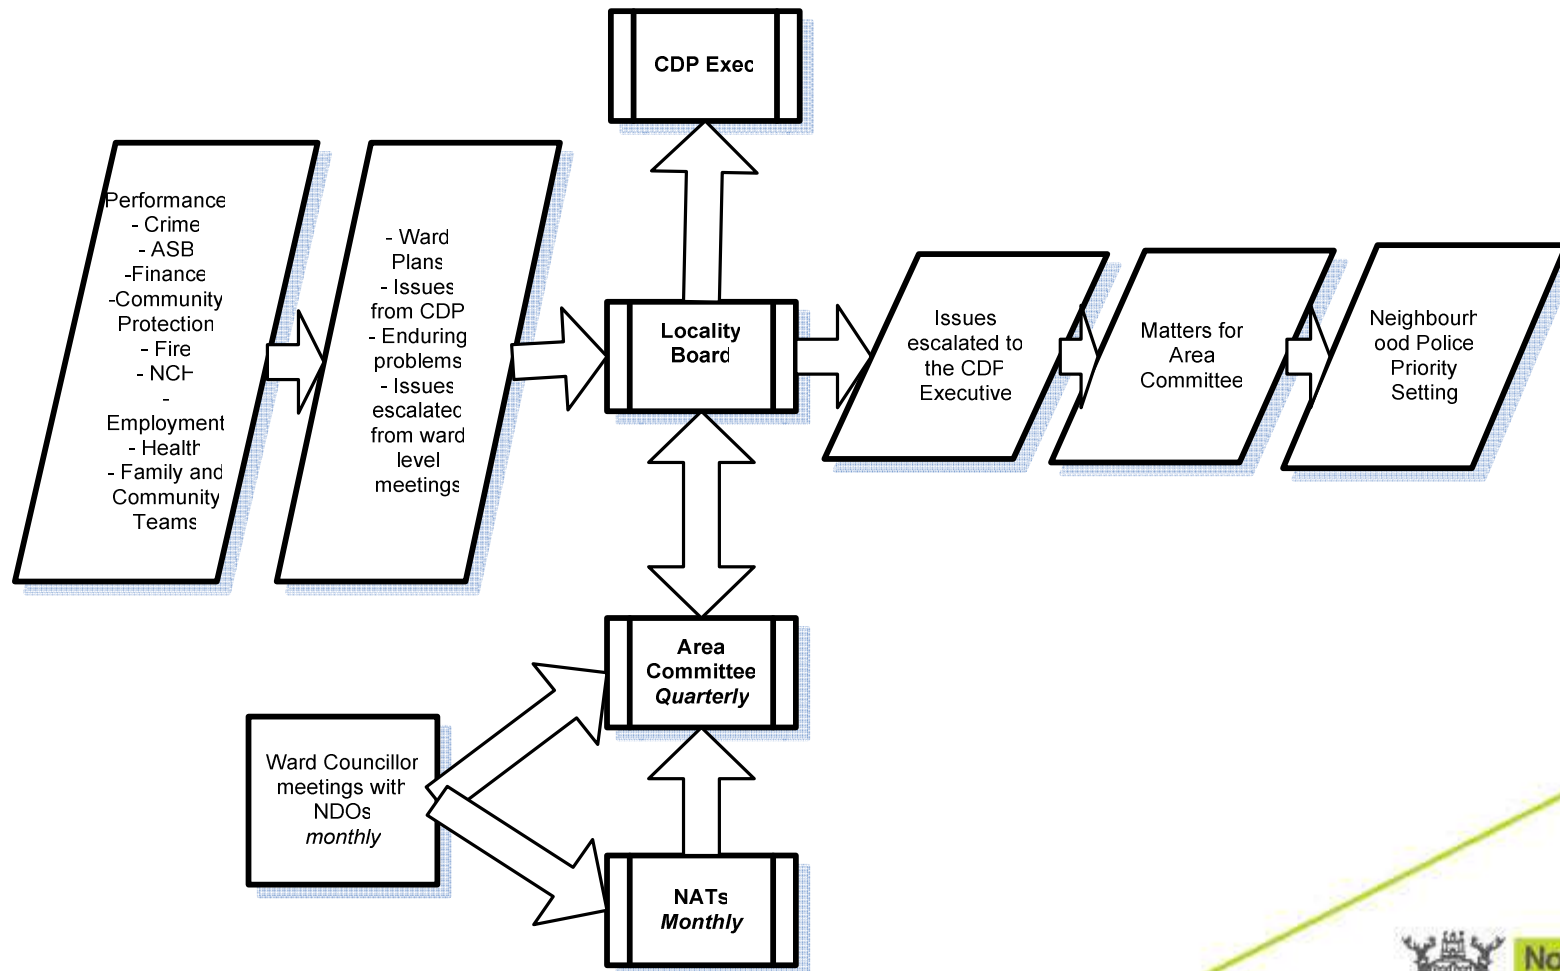 CDP Exec
Performance
- Crime
- ASB
-Finance
-Community
Protection
- Fire
- NCH
-
Employment
- Health
- Family and
Community
Teams
- Ward
Plans
- Issues
from CDP
- Enduring
problems
- Issues
escalated
from ward
level
meetings
Locality
Board
Issues
escalated to
the CDP
Executive
Matters for
Area
Committee
Neighbourh
ood Police
Priority
Setting
Area
Committee
Quarterly
Ward Councillor
meetings with
NDOs
monthly
NATs
Monthly